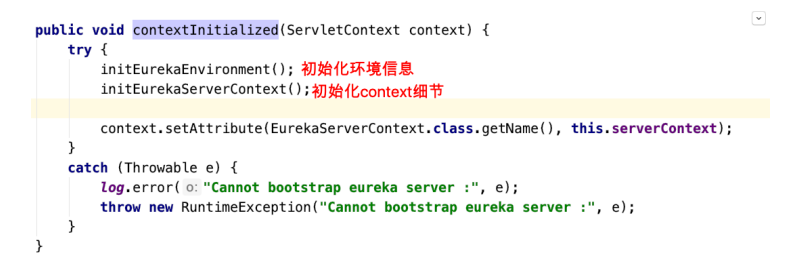 public void contextInitialized(ServletContext context) {
try {
initEurekaEnvironment(); 初始化环境信息
initEurekaServerContext();初始化context细节
context.setAttribute(EurekaServerContext.class.getName(), this.serverContext);
}
catch (Throwable e) {
log.error( o: "Cannot bootstrap eureka server :", e);
throw new RuntimeException("Cannot bootstrap eureka server :", e);
}
}